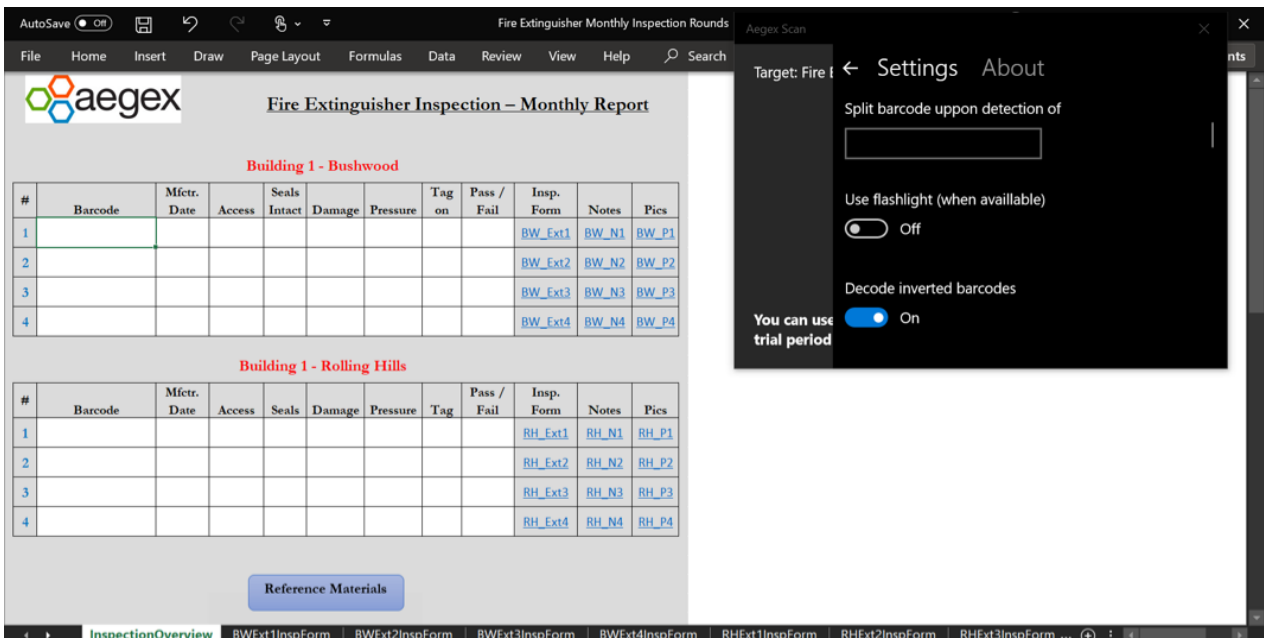 AutoSave Off
Fire Extinguisher Monthly Inspection Rounds
File Home Insert Draw Page Layout Formulas Data Review View Help Search
nts
aegex
Fire Extinguisher Inspection – Monthly Report
Building 1 - Bushwood
# Barcode Mfctr. Date Access Seals Intact Damage Pressure Tag on Pass / Fail Insp. Form Notes Pics
1 BW_Ext1 BW_N1 BW_P1
2 BW_Ext2 BW_N2 BW_P2
3 BW_Ext3 BW_N3 BW_P3
4 BW_Ext4 BW_N4 BW_P4
Building 1 - Rolling Hills
# Barcode Mfctr. Date Access Seals Damage Pressure Tag Pass / Fail Insp. Form Notes Pics
1 RH_Ext1 RH_N1 RH_P1
2 RH_Ext2 RH_N2 RH_P2
3 RH_Ext3 RH_N3 RH_P3
4 RH_Ext4 RH_N4 RH_P4
Reference Materials
InspectionOverview BWExt1InspForm BWExt2InspForm BWExt3InspForm BWExt4InspForm RHExt1InspForm RHExt2InspForm RHExt3InspForm ...
Aegex Scan
Target: Fire E
You can use
trial period
Settings About
Split barcode uppon detection of
Use flashlight (when availlable)
Off
Decode inverted barcodes
On